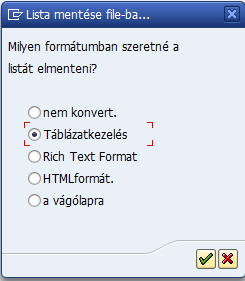 Lista mentése file-ba...
Milyen formátumban szeretné a
listát elmenteni?
nem konvert.
Táblázatkezelés
Rich Text Format
HTMLformát.
a vágólapra